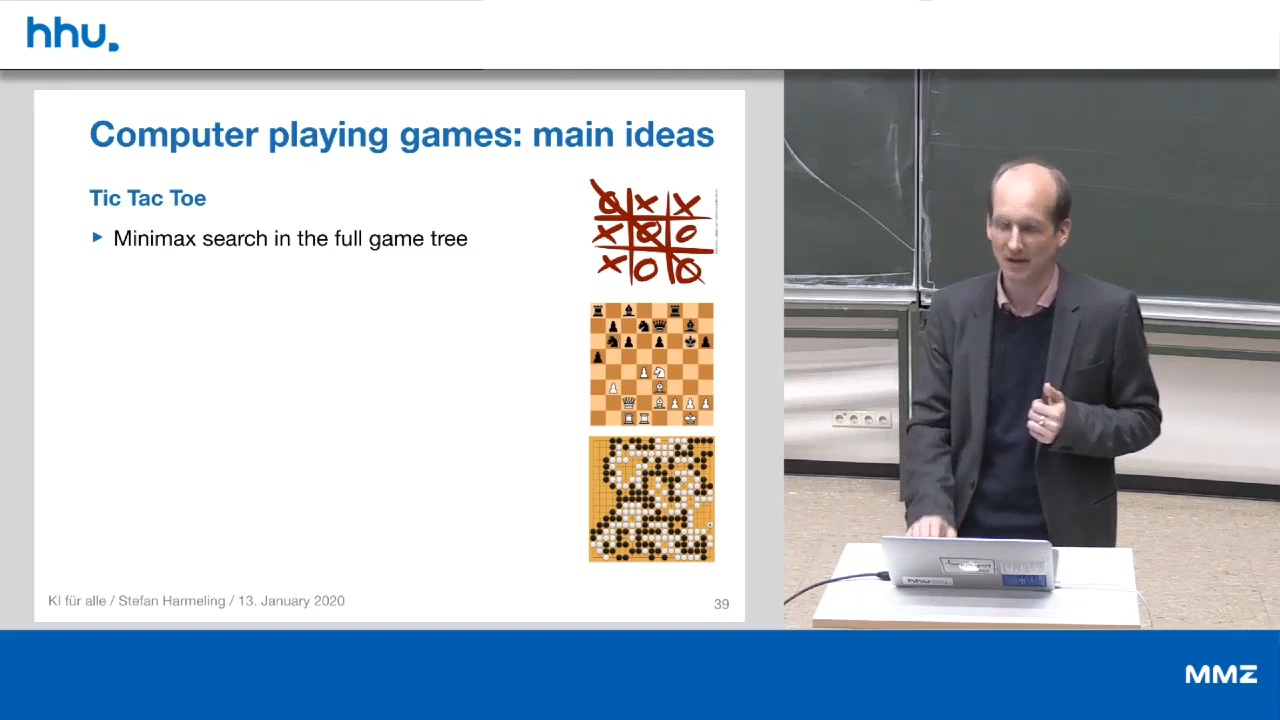 hhu.
Computer playing games: main ideas
Tic Tac Toe
Minimax search in the full game tree
KI für alle / Stefan Harmeling / 13. January 2020
39
hhu
MMZ